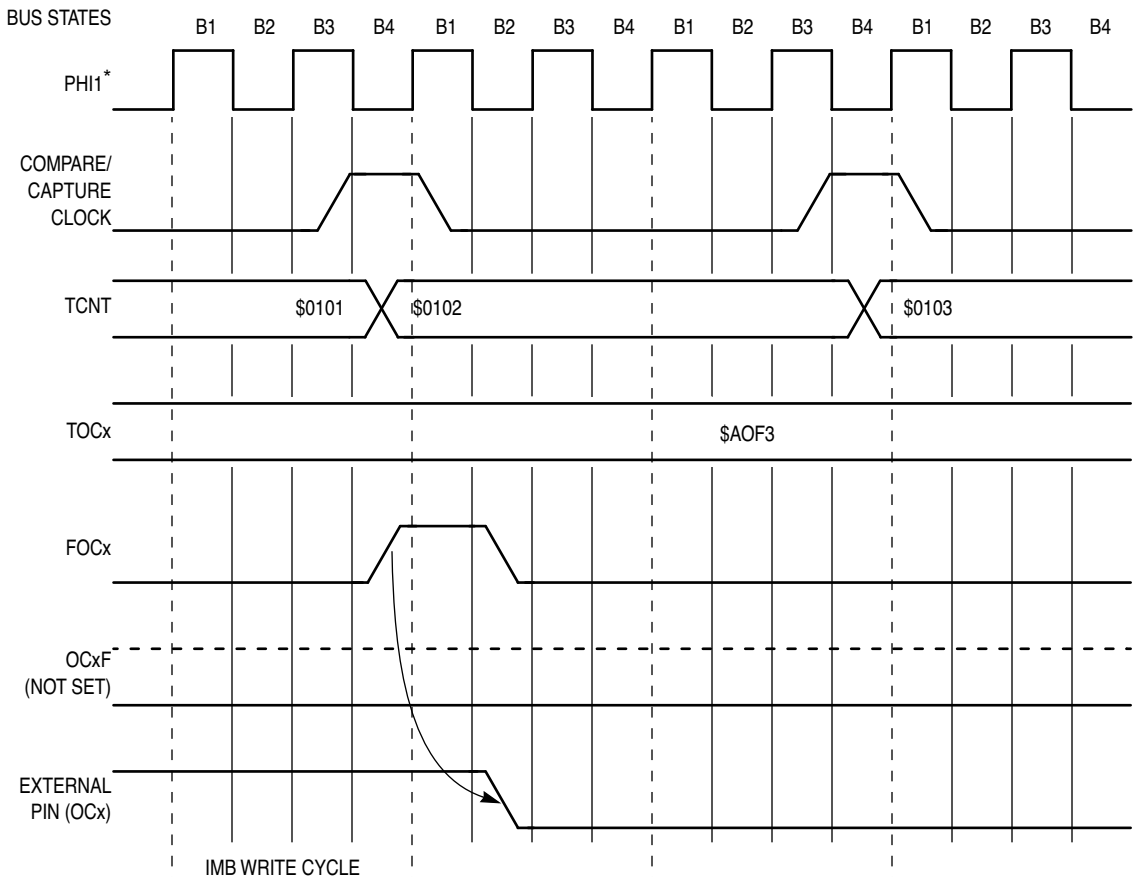 BUS STATES
B1 B2 B3 B4 B1 B2 B3 B4 B1 B2 B3 B4 B1 B2 B3 B4
PHI1*
COMPARE/
CAPTURE
CLOCK
TCNT
$0101 $0102 $0103
TOCx
$AOF3
FOCx
OCxF
(NOT SET)
EXTERNAL
PIN (OCx)
IMB WRITE CYCLE